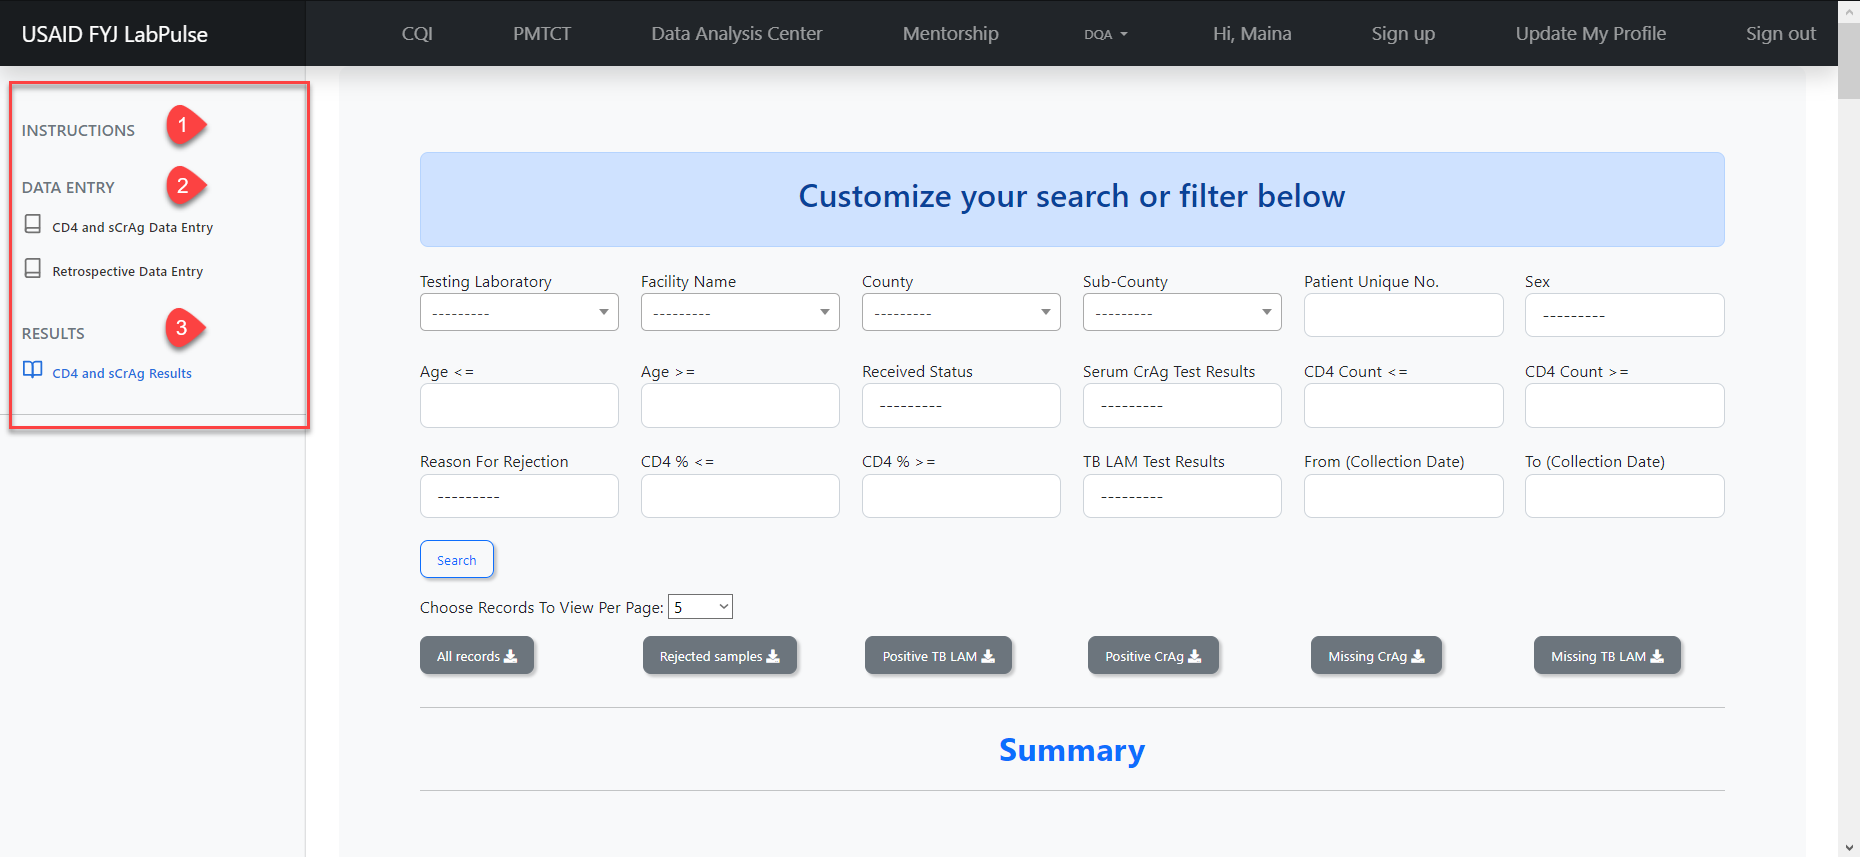 USAID FYJ LabPulse
CQI PMTCT Data Analysis Center Mentorship DQA Hi, Maina Sign up Update My Profile Sign out
INSTRUCTIONS 1
DATA ENTRY 2
CD4 and sCrAg Data Entry
Retrospective Data Entry
RESULTS 3
CD4 and sCrAg Results
Customize your search or filter below
Testing Laboratory Facility Name County Sub-County Patient Unique No. Sex
--------- --------- --------- --------- ---------
Age <= Age >= Received Status Serum CrAg Test Results CD4 Count <= CD4 Count >=
--------- ---------
Reason For Rejection CD4 % <= CD4 % >= TB LAM Test Results From (Collection Date) To (Collection Date)
--------- ---------
Search
Choose Records To View Per Page: 5
All records Rejected samples Positive TB LAM Positive CrAg Missing CrAg Missing TB LAM
Summary